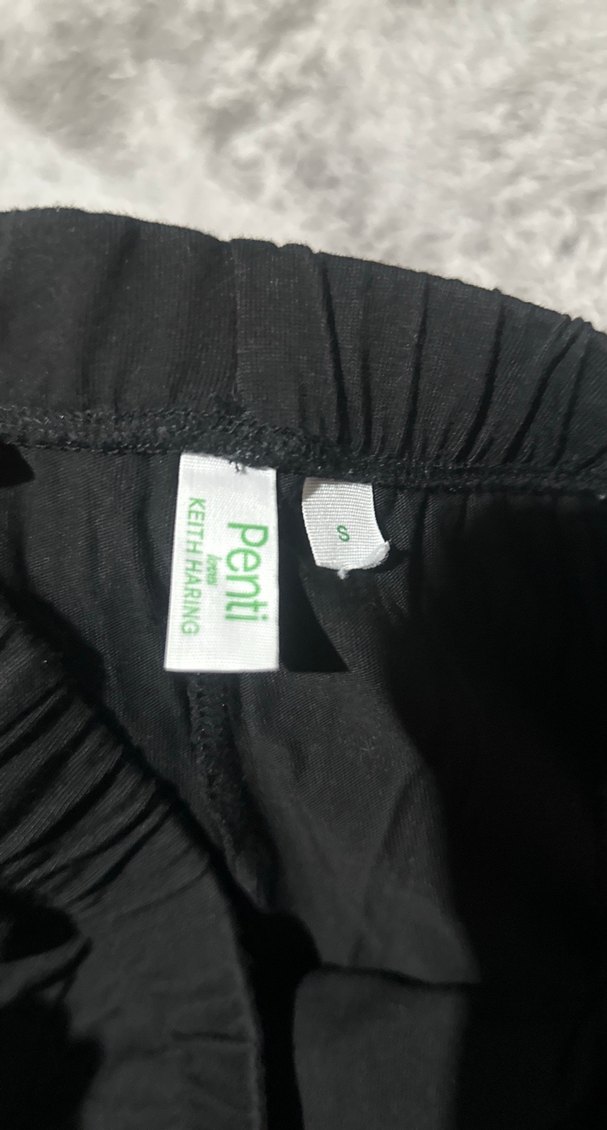 Penti
loves
KEITH HARING
S